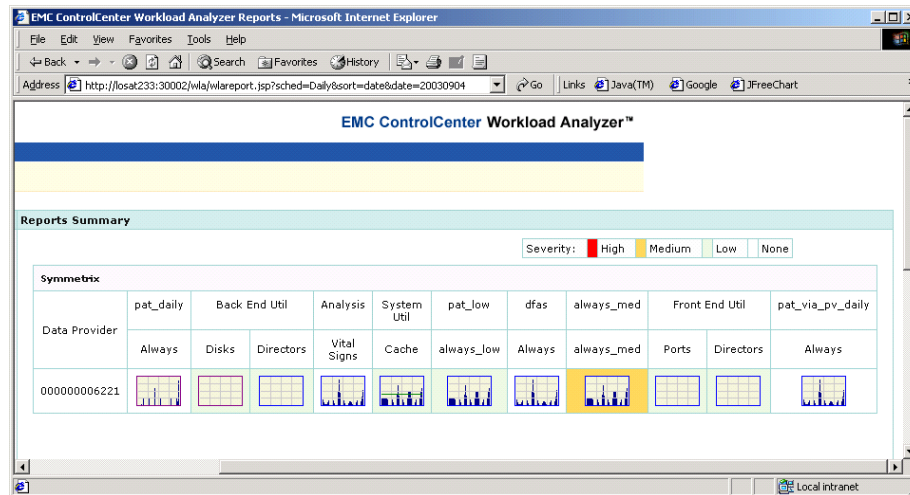 EMC ControlCenter Workload Analyzer Reports - Microsoft Internet Explorer
File Edit View Favorites Tools Help
Back Search Favorites History
Address http://losat233:30002/wla/wlareport.jsp?sched=Daily&sort=date&date=20030904 Go Links Java(TM) Google JFreeChart
EMC ControlCenter Workload Analyzer™
Reports Summary
Severity: High Medium Low None
Symmetrix
Data Provider
pat_daily Back End Util Analysis System Util pat_low dfas always_med Front End Util pat_via_pv_daily
Always Disks Directors Vital Signs Cache always_low Always always_med Ports Directors Always
000000006221
Local intranet